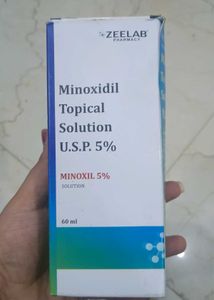 ZEELAB
PHARMACY
Minoxidil
Topical
Solution
U.S.P. 5%
MINOXIL 5%
SOLUTION
60 ml